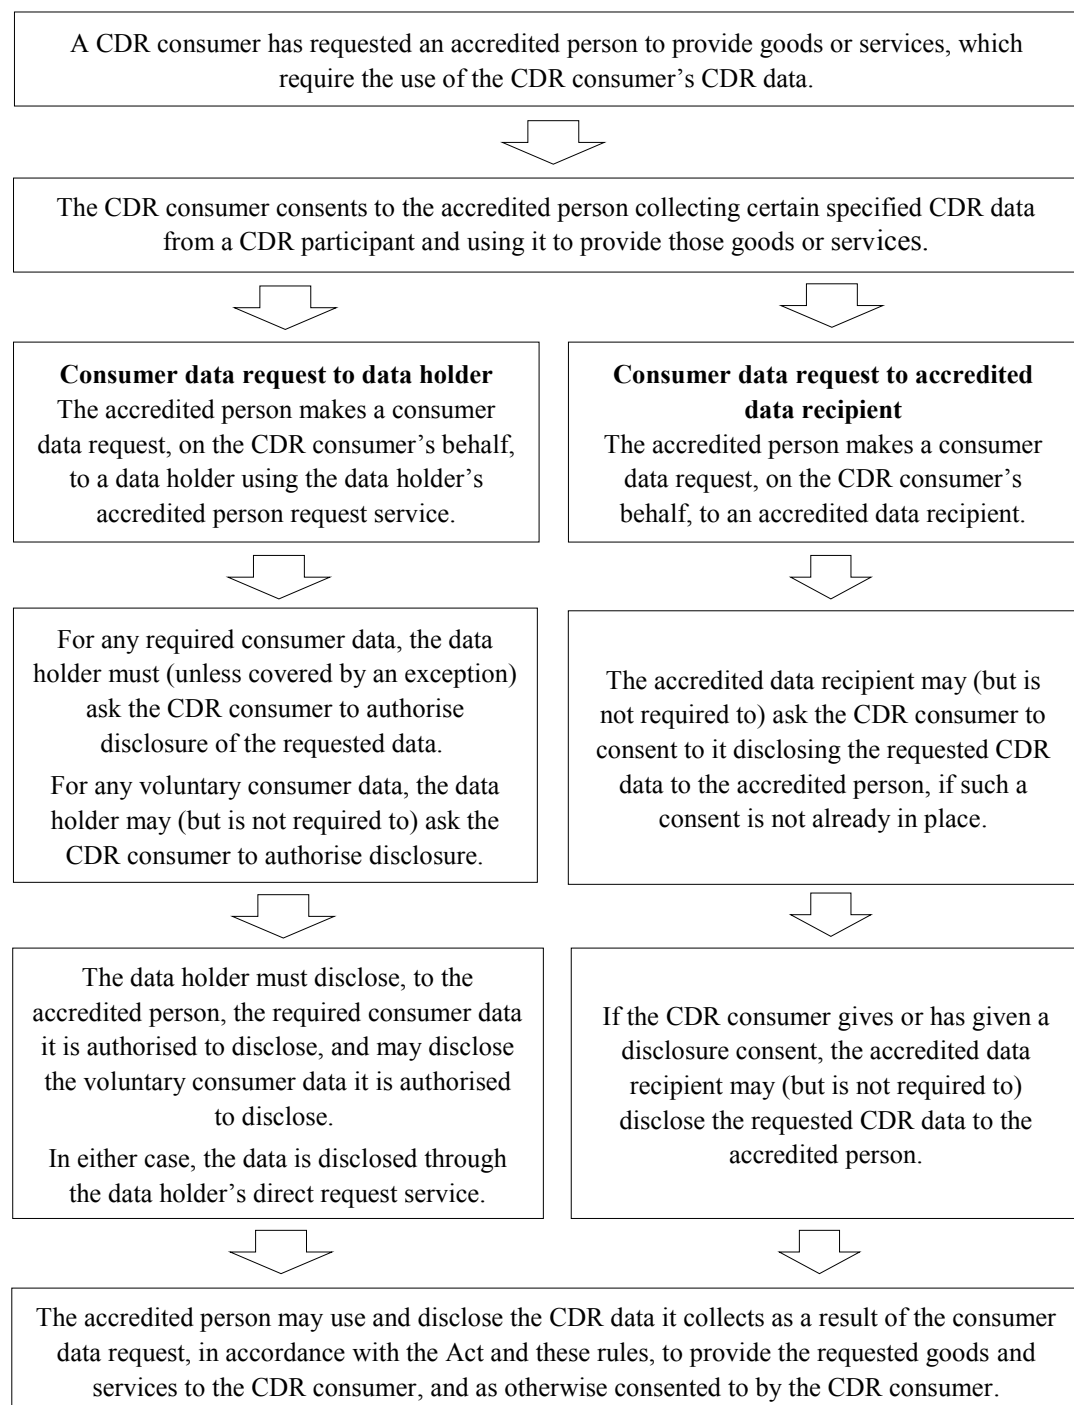 A CDR consumer has requested an accredited person to provide goods or services, which
require the use of the CDR consumer’s CDR data.
The CDR consumer consents to the accredited person collecting certain specified CDR data
from a CDR participant and using it to provide those goods or services.
Consumer data request to data holder
The accredited person makes a consumer
data request, on the CDR consumer’s behalf,
to a data holder using the data holder’s
accredited person request service.
Consumer data request to accredited
data recipient
The accredited person makes a consumer
data request, on the CDR consumer’s
behalf, to an accredited data recipient.
For any required consumer data, the data
holder must (unless covered by an exception)
ask the CDR consumer to authorise
disclosure of the requested data.
For any voluntary consumer data, the data
holder may (but is not required to) ask the
CDR consumer to authorise disclosure.
The accredited data recipient may (but is
not required to) ask the CDR consumer to
consent to it disclosing the requested CDR
data to the accredited person, if such a
consent is not already in place.
The data holder must disclose, to the
accredited person, the required consumer data
it is authorised to disclose, and may disclose
the voluntary consumer data it is authorised
to disclose.
In either case, the data is disclosed through
the data holder’s direct request service.
If the CDR consumer gives or has given a
disclosure consent, the accredited data
recipient may (but is not required to)
disclose the requested CDR data to the
accredited person.
The accredited person may use and disclose the CDR data it collects as a result of the consumer
data request, in accordance with the Act and these rules, to provide the requested goods and
services to the CDR consumer, and as otherwise consented to by the CDR consumer.